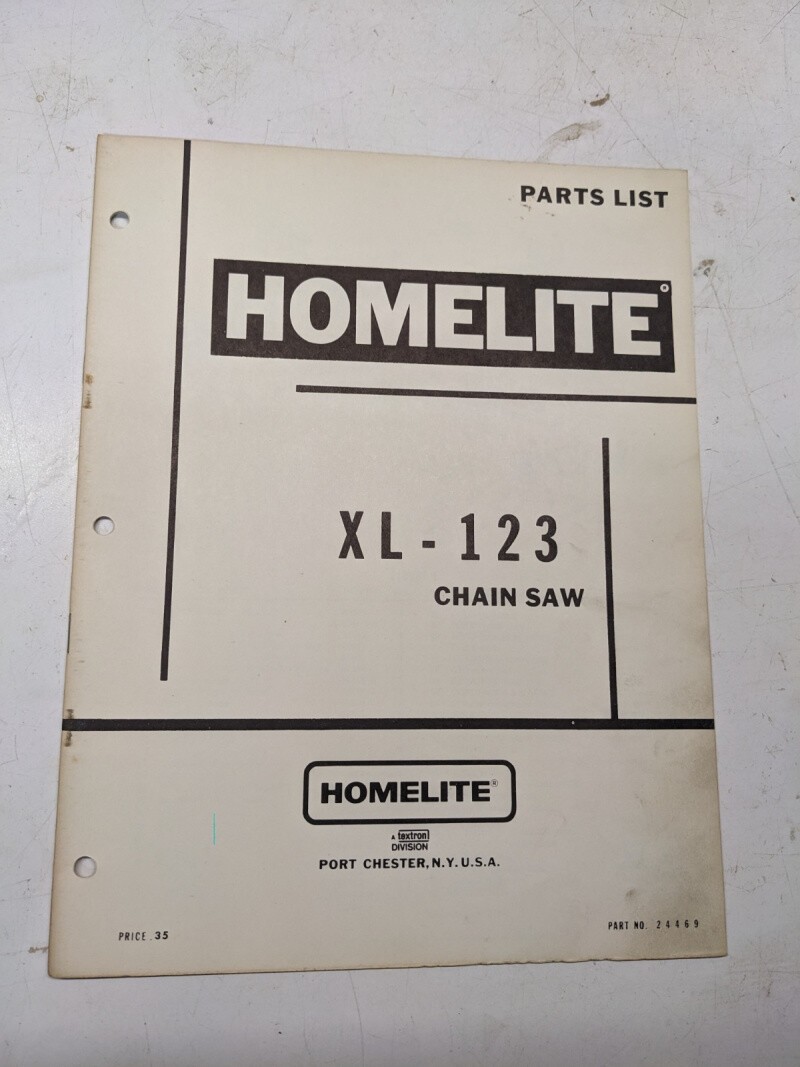 PARTS LIST
HOMELITE®
XL-123
CHAIN SAW
HOMELITE®
A textron
DIVISION
PORT CHESTER, N.Y. U.S.A.
PRICE .35
PART NO. 24469